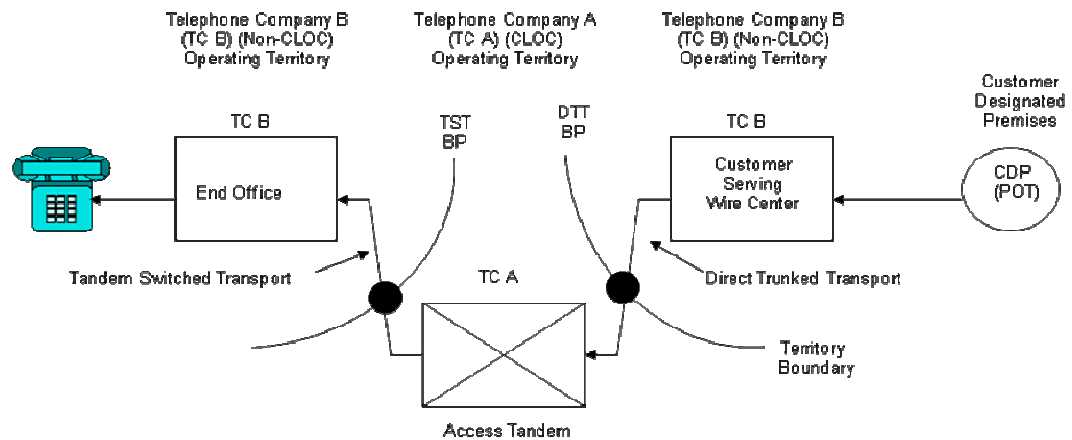 Telephone Company B
(TC B) (Non-CLOC)
Operating Territory
Telephone Company A
(TC A) (CLOC)
Operating Territory
Telephone Company B
(TC B) (Non-CLOC)
Operating Territory
Customer
Designated
Premises
TC B
TST
BP
DTT
BP
TC B
End Office
Customer
Serving
Wire Center
CDP
(POT)
Tandem Switched Transport
TC A
Direct Trunked Transport
Territory
Boundary
Access Tandem